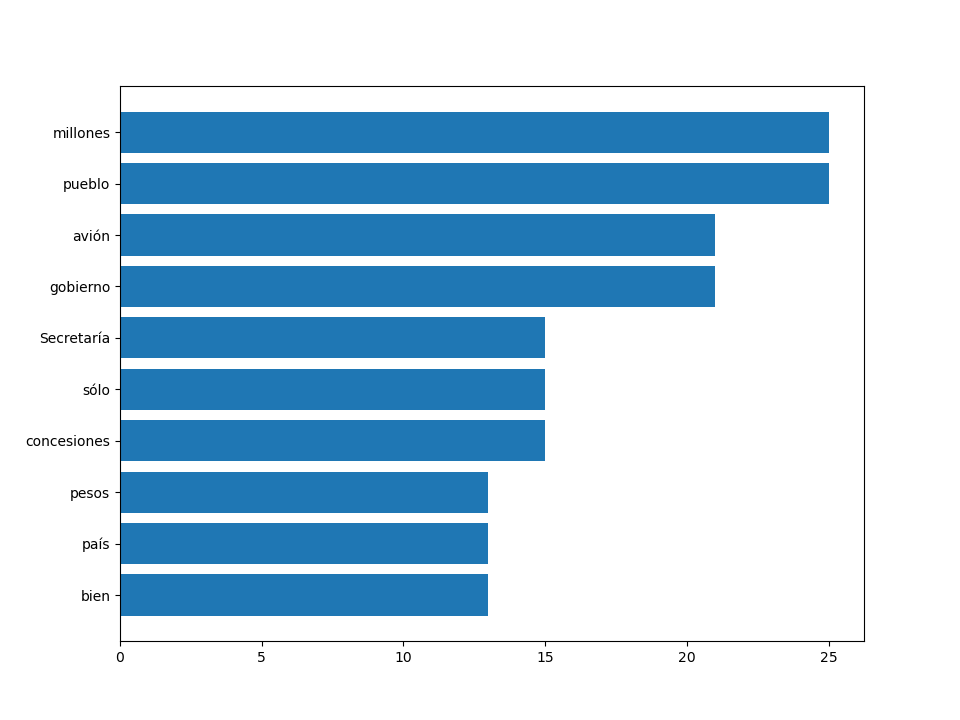 millones
pueblo
avión
gobierno
Secretaría
sólo
concesiones
pesos
país
bien
0 5 10 15 20 25